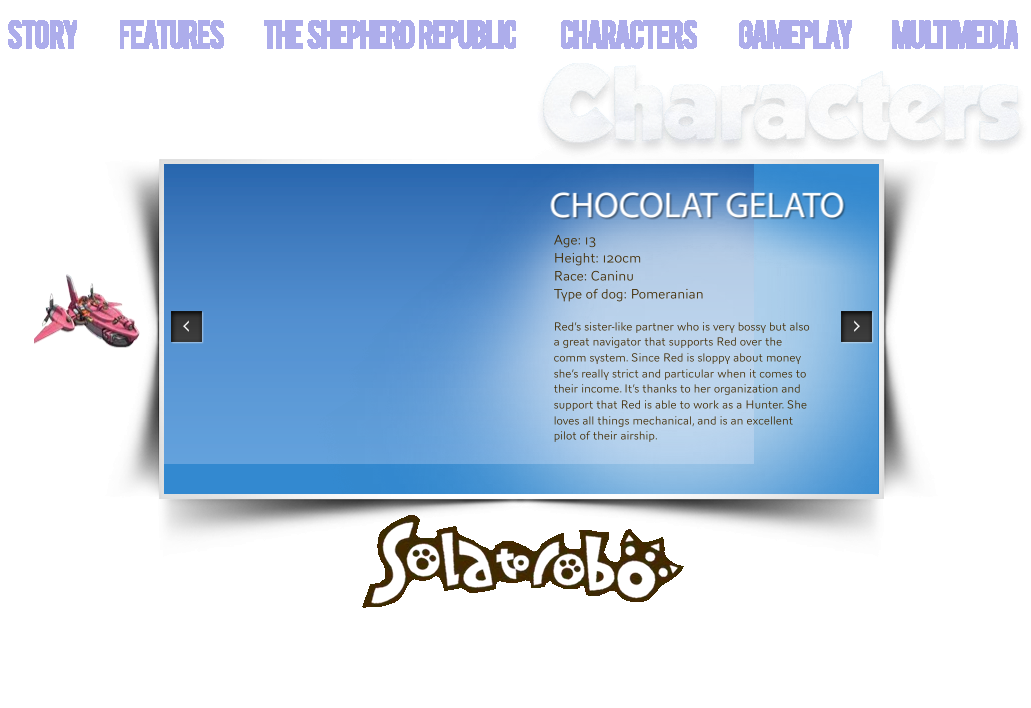 STORY FEATURES THE SHEPHERD REPUBLIC CHARACTERS GAMEPLAY MULTIMEDIA
Characters
CHOCOLAT GELATO
Age: 13
Height: 120cm
Race: Caninu
Type of dog: Pomeranian
Red's sister-like partner who is very bossy but also
a great navigator that supports Red over the
comm system. Since Red is sloppy about money
she's really strict and particular when it comes to
their income. It's thanks to her organization and
support that Red is able to work as a Hunter. She
loves all things mechanical, and is an excellent
pilot of their airship.
Solatorobo